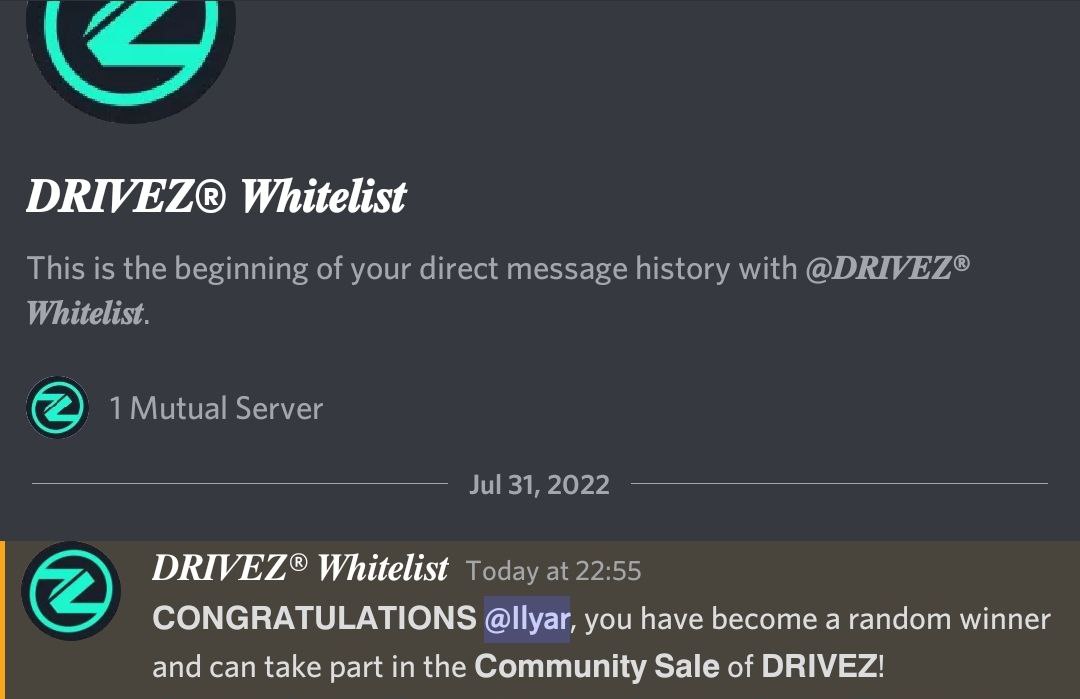 DRIVEZ® Whitelist
This is the beginning of your direct message history with @DRIVEZ®
Whitelist.
1 Mutual Server
Jul 31, 2022
DRIVEZ® Whitelist Today at 22:55
CONGRATULATIONS @llyar, you have become a random winner
and can take part in the Community Sale of DRIVEZ!